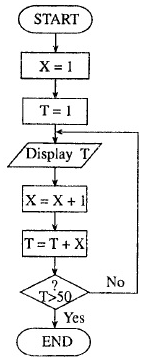 START
X = 1
T = 1
Display T
X = X + 1
T = T + X
?
T>50
No
Yes
END